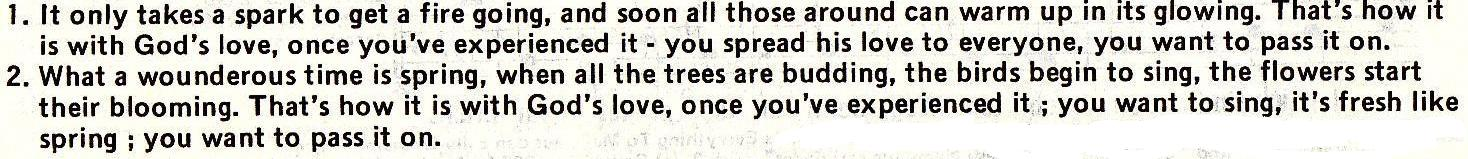 1. It only takes a spark to get a fire going, and soon all those around can warm up in its glowing. That's how it
is with God's love, once you've experienced it - you spread his love to everyone, you want to pass it on.
2. What a wounderous time is spring, when all the trees are budding, the birds begin to sing, the flowers start
their blooming. That's how it is with God's love, once you've experienced it ; you want to sing, it's fresh like
spring ; you want to pass it on.